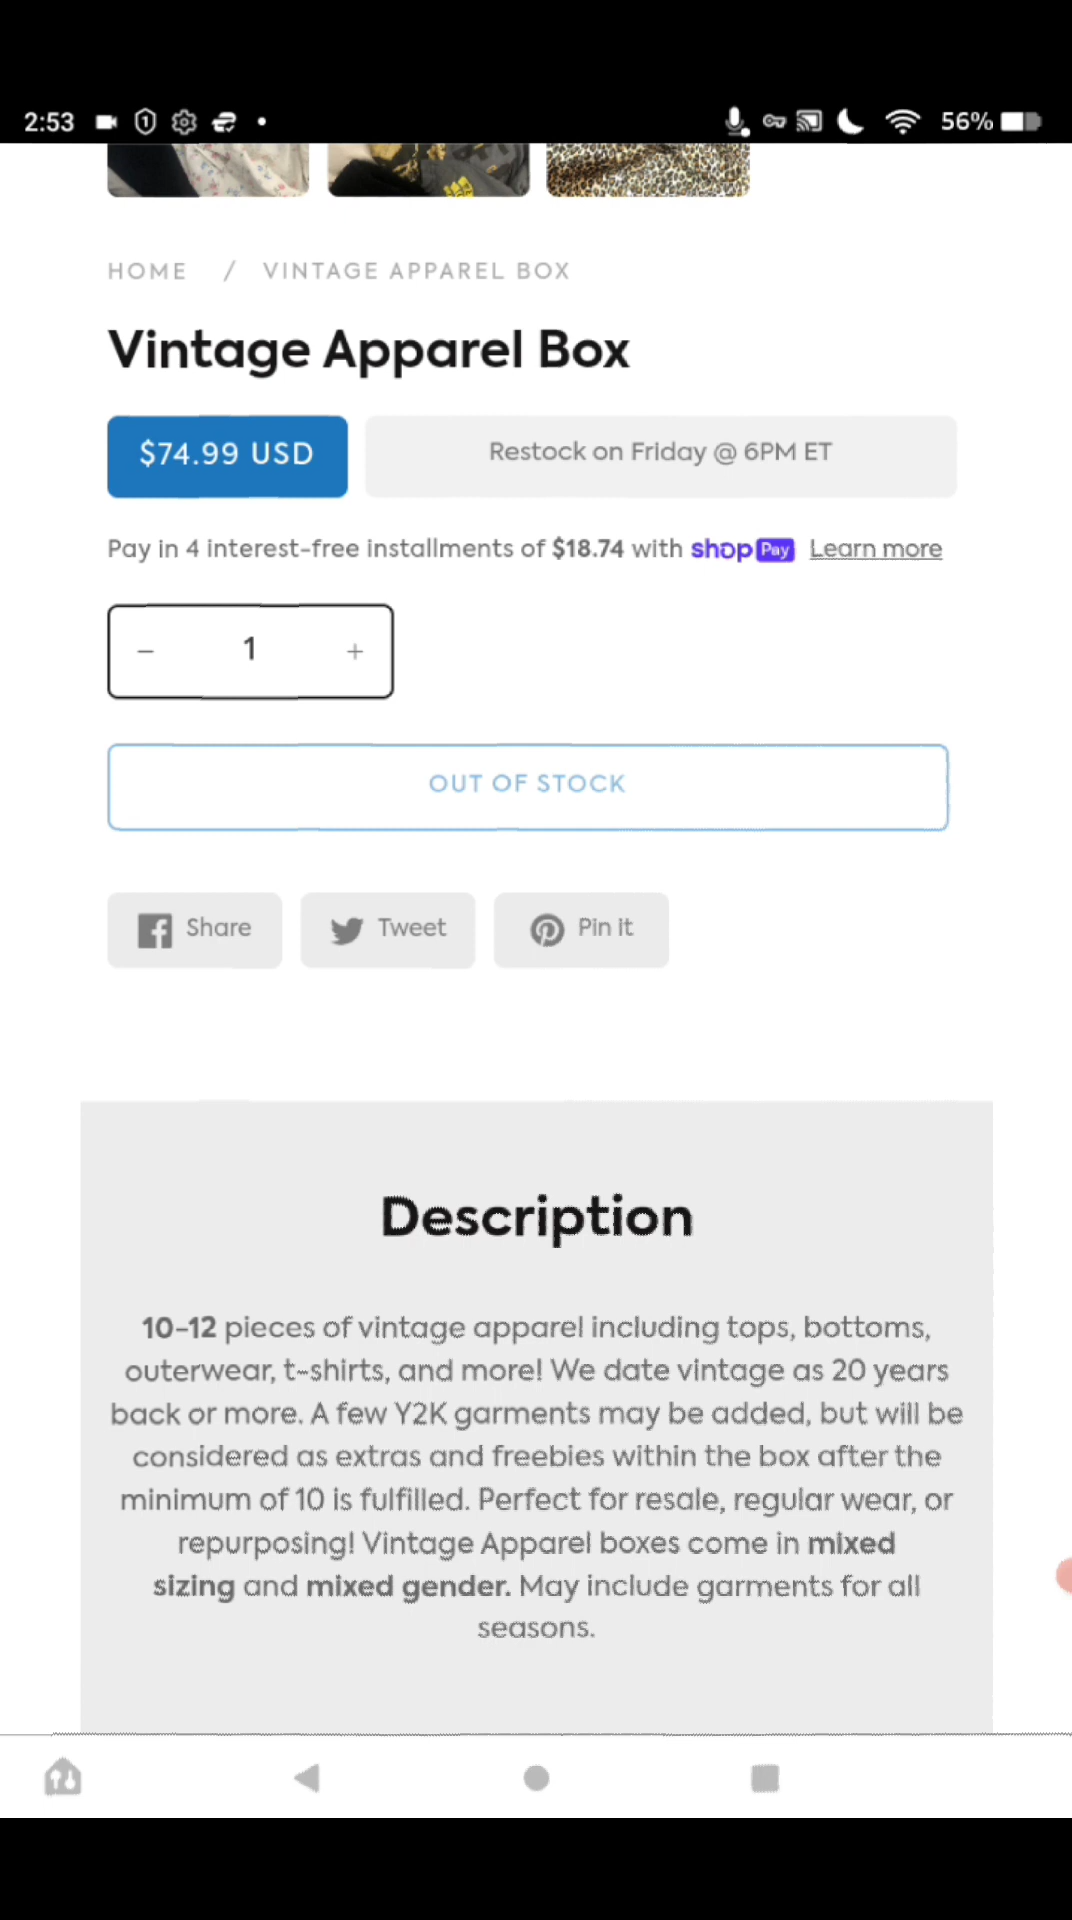 2:53
56%
HOME / VINTAGE APPAREL BOX
Vintage Apparel Box
$74.99 USD
Restock on Friday @ 6PM ET
Pay in 4 interest-free installments of $18.74 with shop Pay Learn more
− 1 +
OUT OF STOCK
Share
Tweet
Pin it
Description
10-12 pieces of vintage apparel including tops, bottoms,
outerwear, t-shirts, and more! We date vintage as 20 years
back or more. A few Y2K garments may be added, but will be
considered as extras and freebies within the box after the
minimum of 10 is fulfilled. Perfect for resale, regular wear, or
repurposing! Vintage Apparel boxes come in mixed
sizing and mixed gender. May include garments for all
seasons.